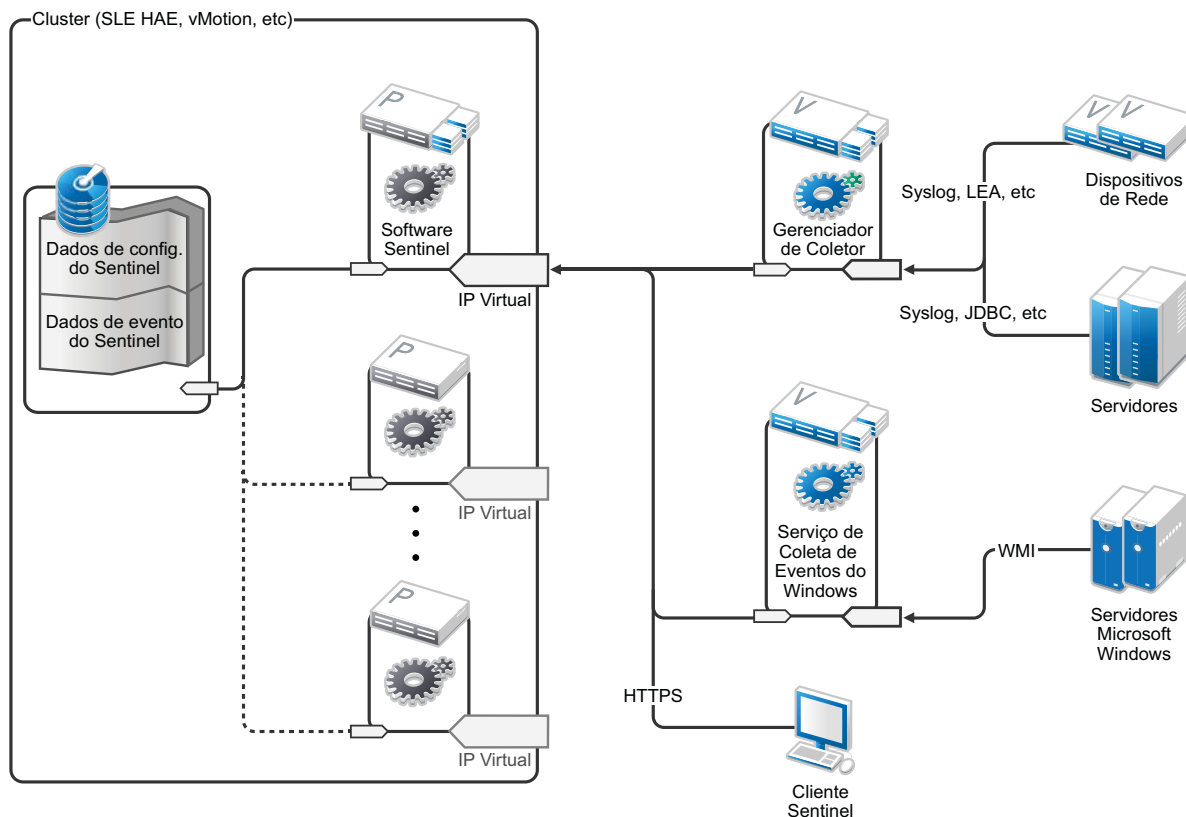 Cluster (SLE HAE, vMotion, etc)
P
Software
Sentinel
IP Virtual
Dados de config.
do Sentinel
Dados de evento
do Sentinel
P
IP Virtual
P
IP Virtual
V
Gerenciador
de Coletor
Syslog, LEA, etc
V
V
Dispositivos
de Rede
Syslog, JDBC, etc
Servidores
V
Serviço de
Coleta de
Eventos do
Windows
WMI
Servidores
Microsoft
Windows
HTTPS
Cliente
Sentinel